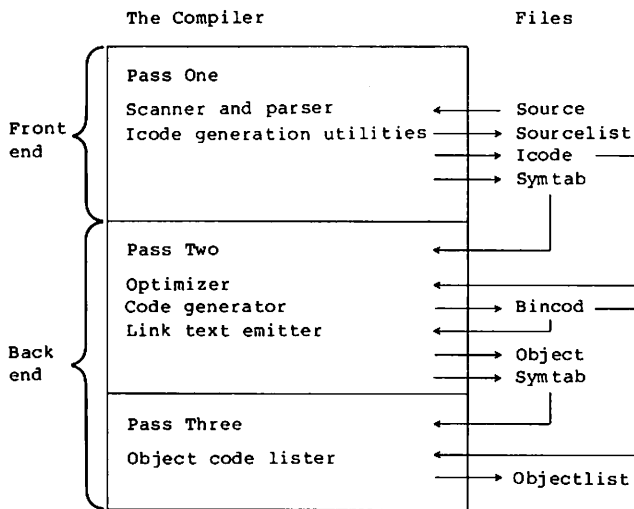 The Compiler Files
Pass One
Scanner and parser Source
Front Icode generation utilities Sourcelist
end Icode
Symtab
Pass Two
Optimizer
Code generator Bincod
Link text emitter
Back Object
end Symtab
Pass Three
Object code lister
Objectlist